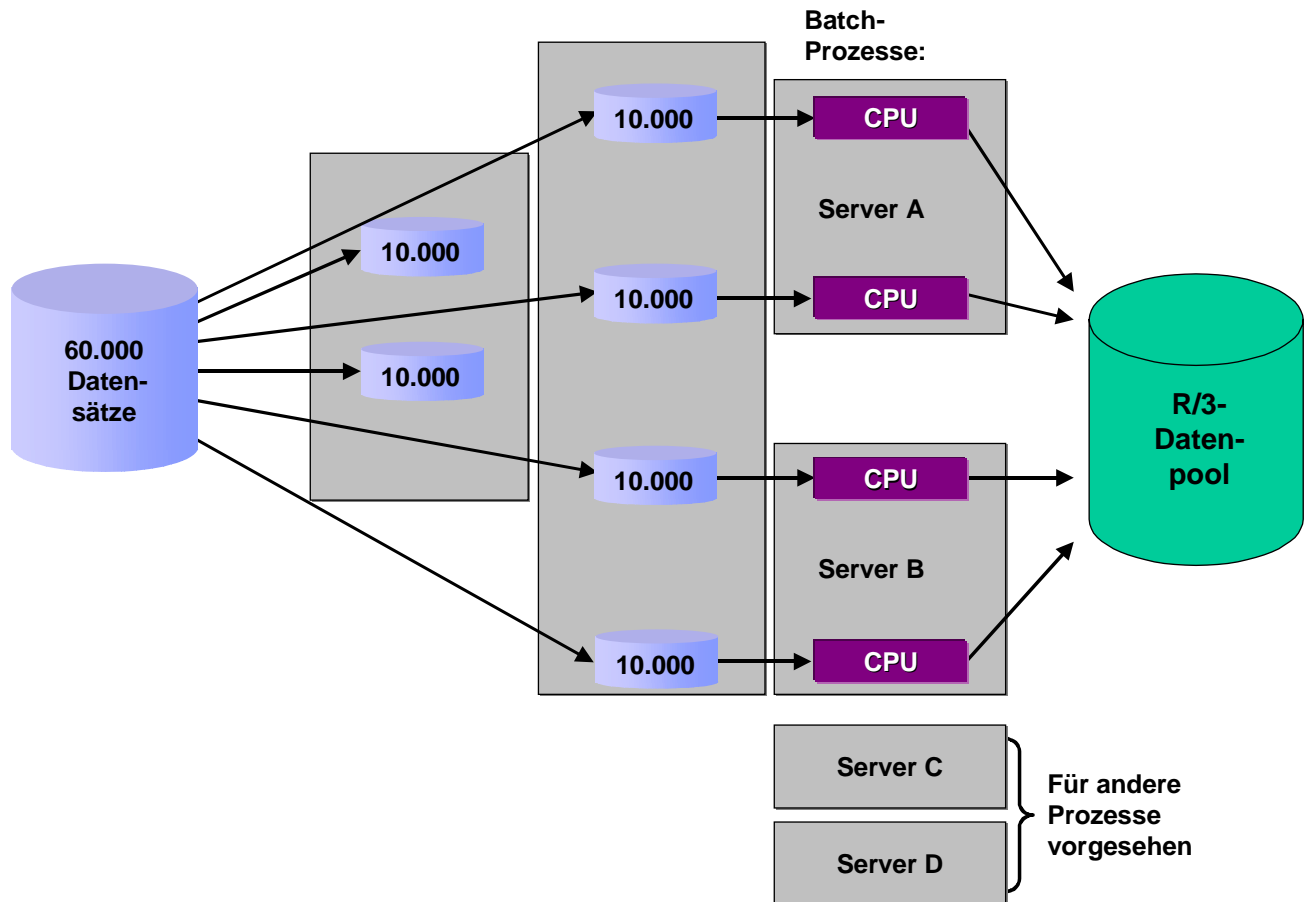 Batch-
Prozesse:
10.000
CPU
Server A
10.000
10.000
CPU
60.000
Daten-
sätze
10.000
R/3-
Daten-
pool
10.000
CPU
Server B
10.000
CPU
Server C
Server D
Für andere
Prozesse
vorgesehen